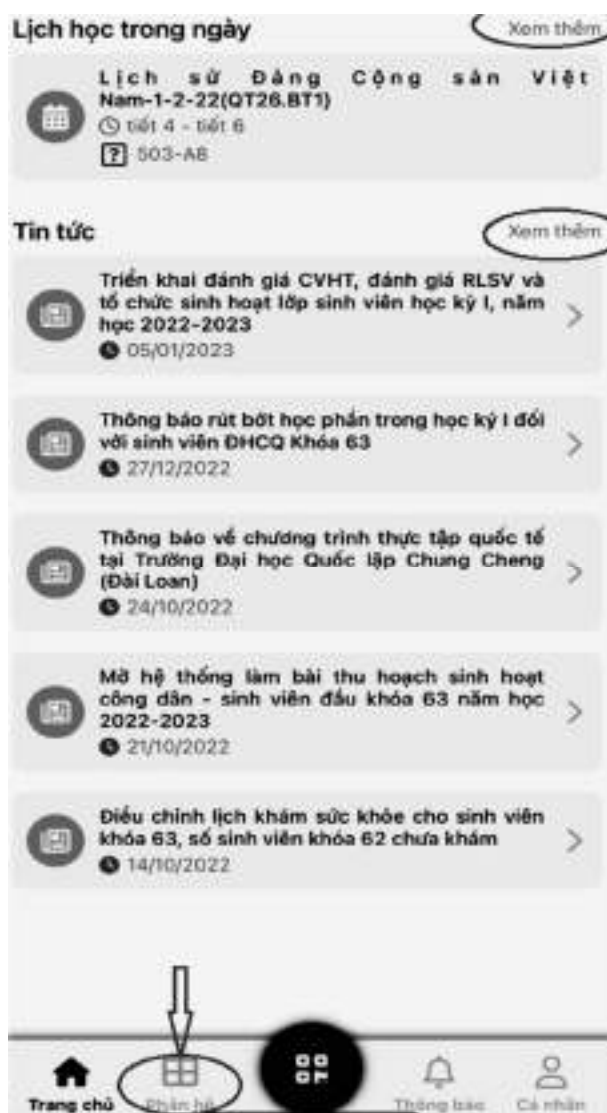 Lịch học trong ngày Xem thêm
Lịch sử Đảng Cộng sản Việt
Nam-1-2-22(QT26.BT1)
tiết 4 - tiết 6
? 503-A8
Tin tức Xem thêm
Triển khai đánh giá CVHT, đánh giá RLSV và
tổ chức sinh hoạt lớp sinh viên học kỳ I, năm
học 2022-2023
05/01/2023
Thông báo rút bớt học phần trong học kỳ I đối
với sinh viên ĐHCQ Khóa 63
27/12/2022
Thông báo về chương trình thực tập quốc tế
tại Trường Đại học Quốc lập Chung Cheng
(Đài Loan)
24/10/2022
Mở hệ thống làm bài thu hoạch sinh hoạt
công dân - sinh viên đầu khóa 63 năm học
2022-2023
21/10/2022
Điều chỉnh lịch khám sức khỏe cho sinh viên
khóa 63, số sinh viên khóa 62 chưa khám
14/10/2022
Trang chủ Phân hệ Thông báo Cá nhân